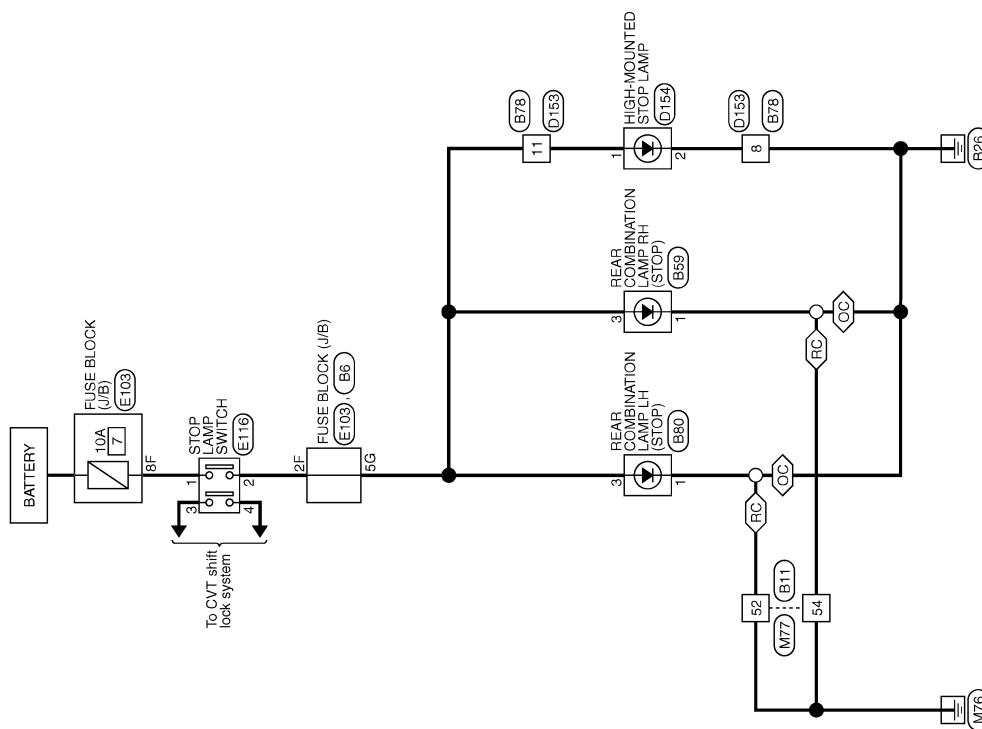 BATTERY
FUSE BLOCK
(J/B)
E103
10A
7
8F
STOP
LAMP
SWITCH
E116
1
3
2
4
To CVT shift
lock system
FUSE BLOCK (J/B)
E103 , B6
2F
5G
B78
D153
11
HIGH-MOUNTED
STOP LAMP
D154
1
2
D153
B78
8
REAR
COMBINATION
LAMP RH
(STOP)
B59
3
1
REAR
COMBINATION
LAMP LH
(STOP)
B80
3
1
OC
RC
OC
RC
52
B11
M77
54
B26
M76